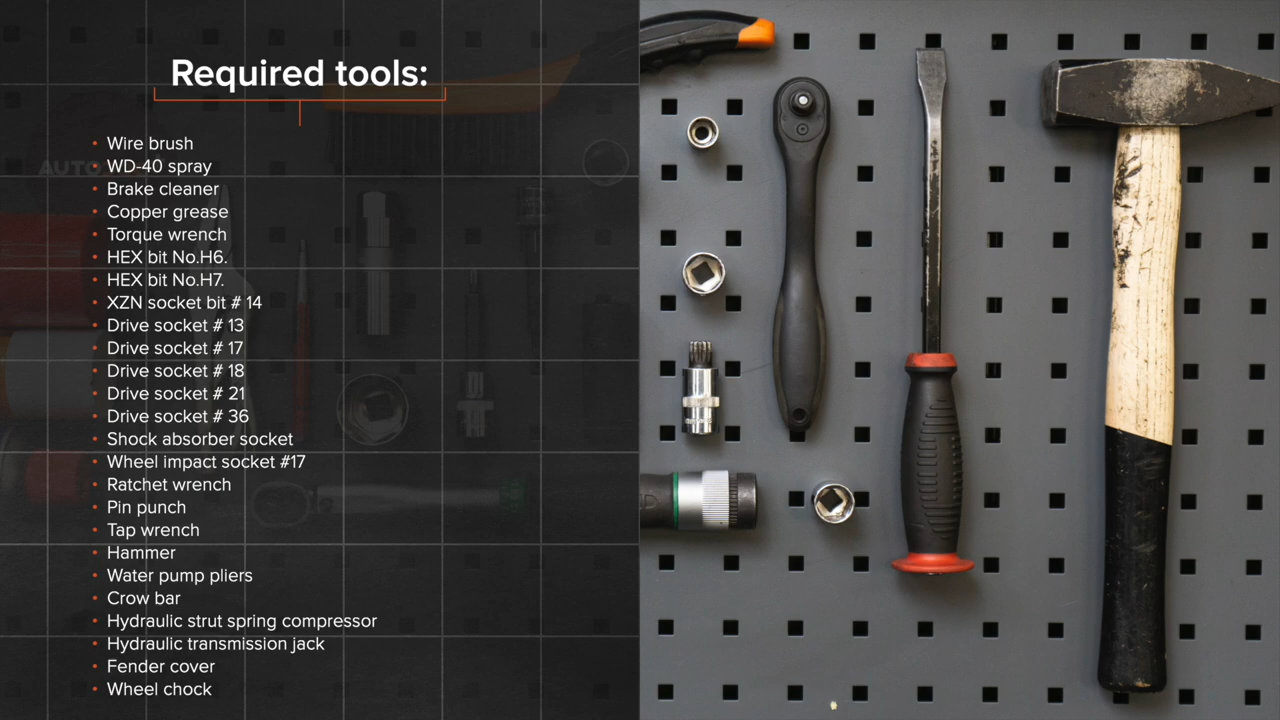 Required tools:
• Wire brush
• WD-40 spray
• Brake cleaner
• Copper grease
• Torque wrench
• HEX bit No.H6.
• HEX bit No.H7.
• XZN socket bit # 14
• Drive socket # 13
• Drive socket # 17
• Drive socket # 18
• Drive socket # 21
• Drive socket # 36
• Shock absorber socket
• Wheel impact socket #17
• Ratchet wrench
• Pin punch
• Tap wrench
• Hammer
• Water pump pliers
• Crow bar
• Hydraulic strut spring compressor
• Hydraulic transmission jack
• Fender cover
• Wheel chock